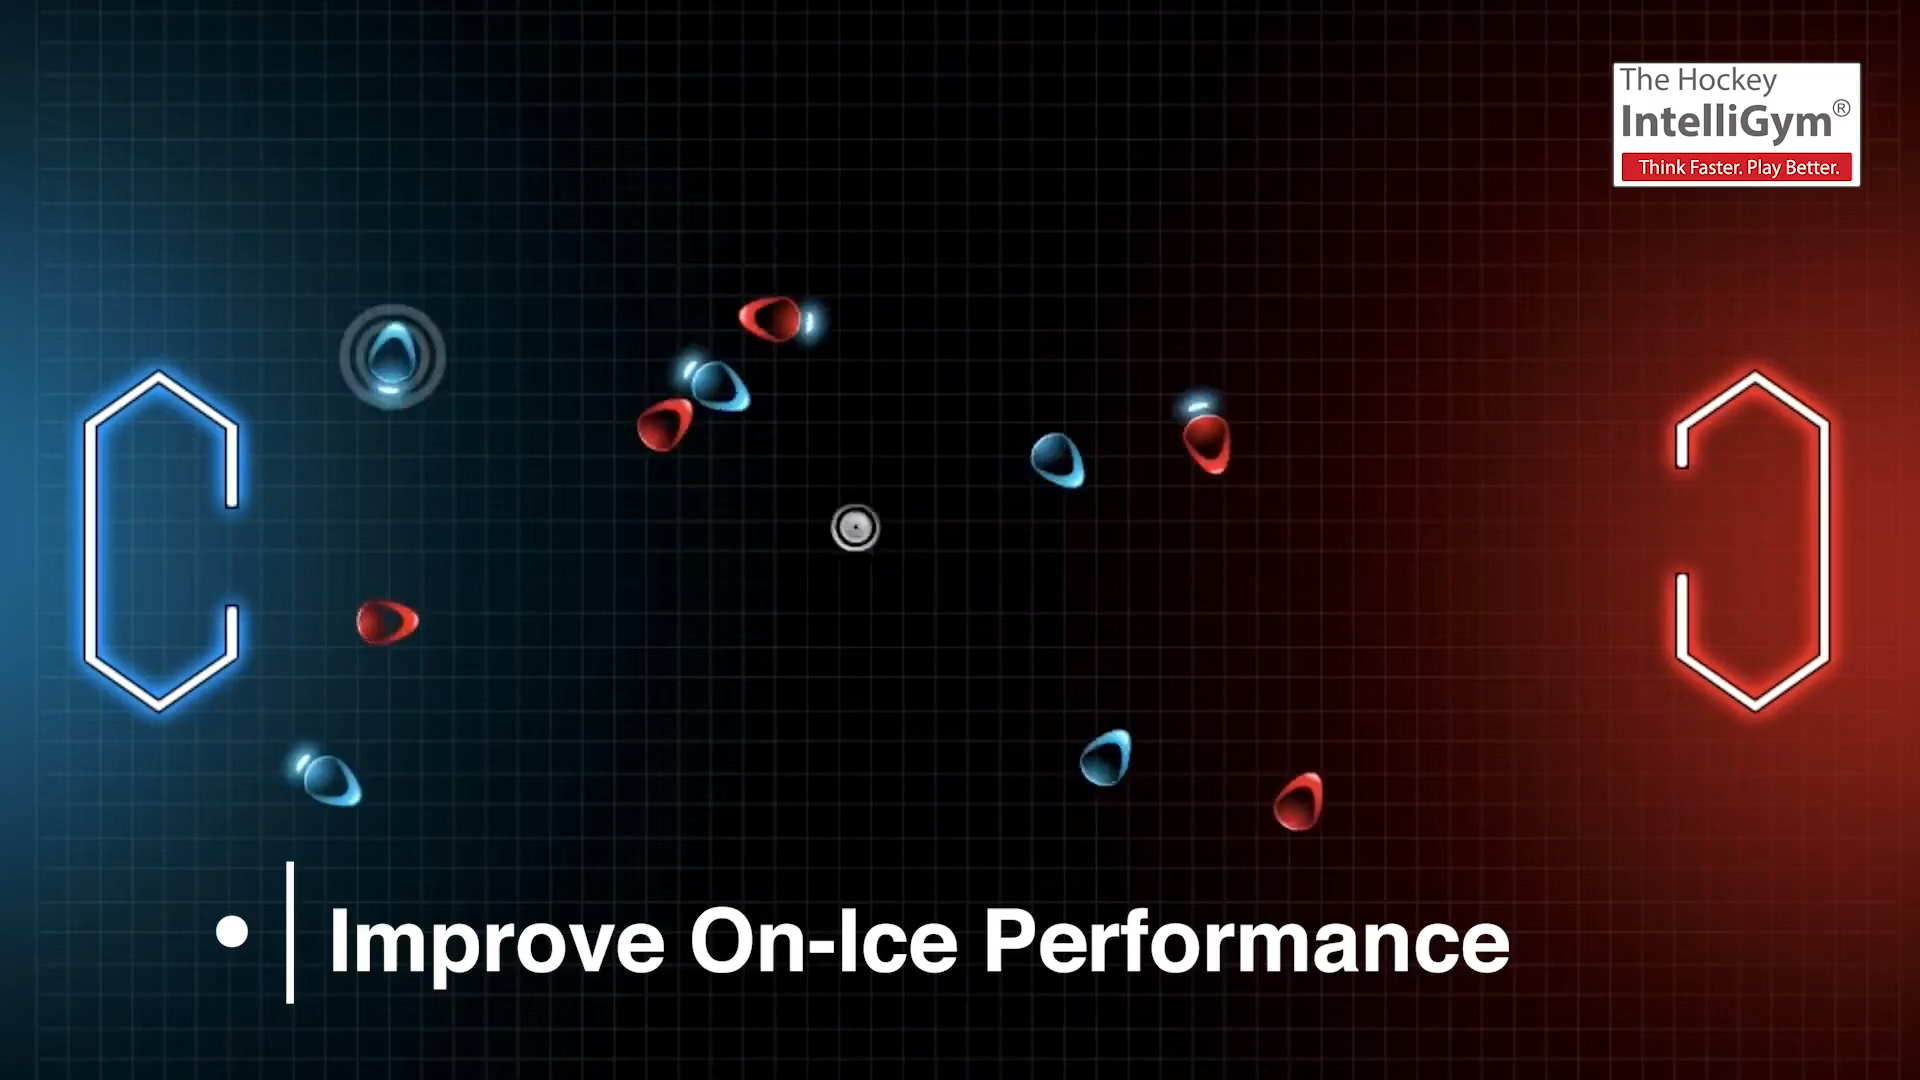 The Hockey
IntelliGym®
Think Faster. Play Better.
• Improve On-Ice Performance